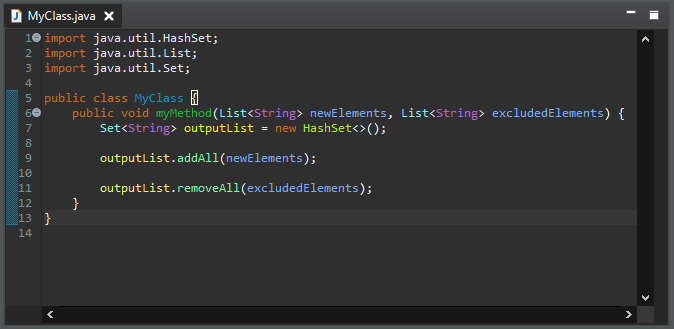 MyClass.java
1 import java.util.HashSet;
2 import java.util.List;
3 import java.util.Set;
4
5 public class MyClass {
6     public void myMethod(List<String> newElements, List<String> excludedElements) {
7         Set<String> outputList = new HashSet<>();
8
9         outputList.addAll(newElements);
10
11         outputList.removeAll(excludedElements);
12     }
13 }
14